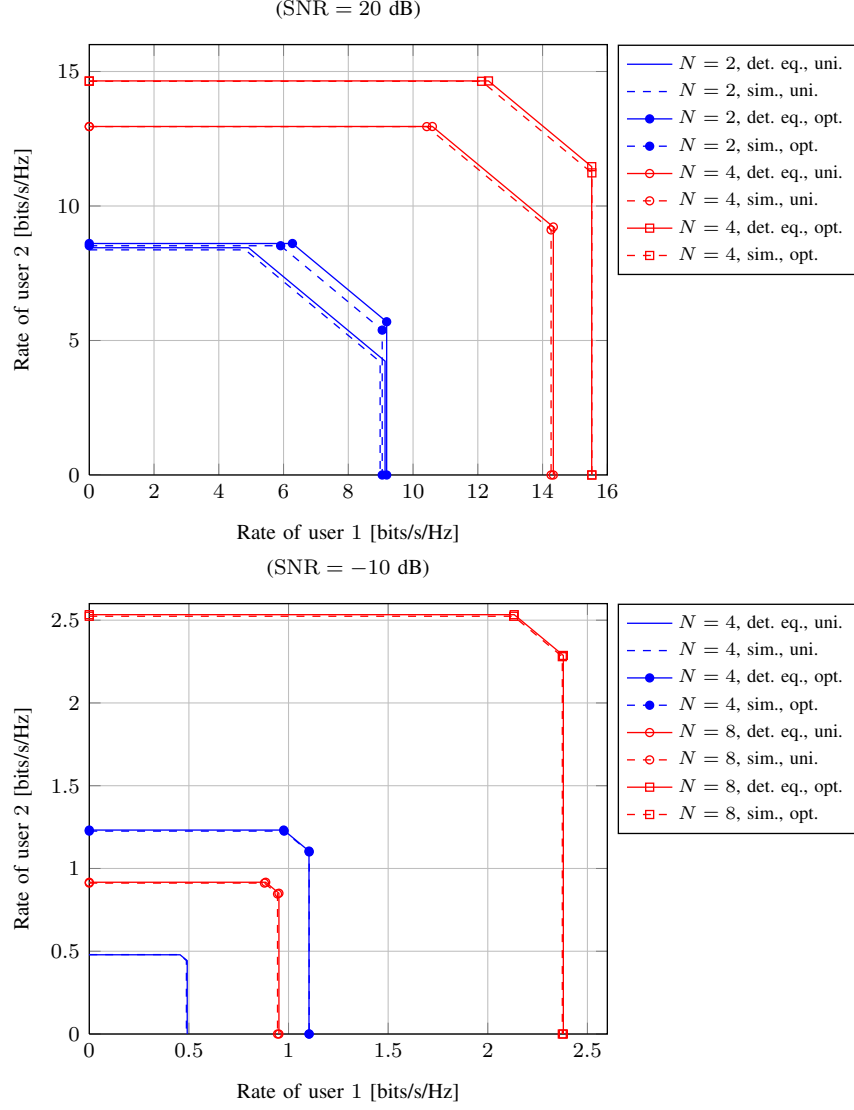 (SNR = 20 dB)
15
10
5
0
0 2 4 6 8 10 12 14 16
Rate of user 2 [bits/s/Hz]
Rate of user 1 [bits/s/Hz]
N = 2, det. eq., uni.
N = 2, sim., uni.
N = 2, det. eq., opt.
N = 2, sim., opt.
N = 4, det. eq., uni.
N = 4, sim., uni.
N = 4, det. eq., opt.
N = 4, sim., opt.
(SNR = −10 dB)
2.5
2
1.5
1
0.5
0
0 0.5 1 1.5 2 2.5
Rate of user 2 [bits/s/Hz]
Rate of user 1 [bits/s/Hz]
N = 4, det. eq., uni.
N = 4, sim., uni.
N = 4, det. eq., opt.
N = 4, sim., opt.
N = 8, det. eq., uni.
N = 8, sim., uni.
N = 8, det. eq., opt.
N = 8, sim., opt.